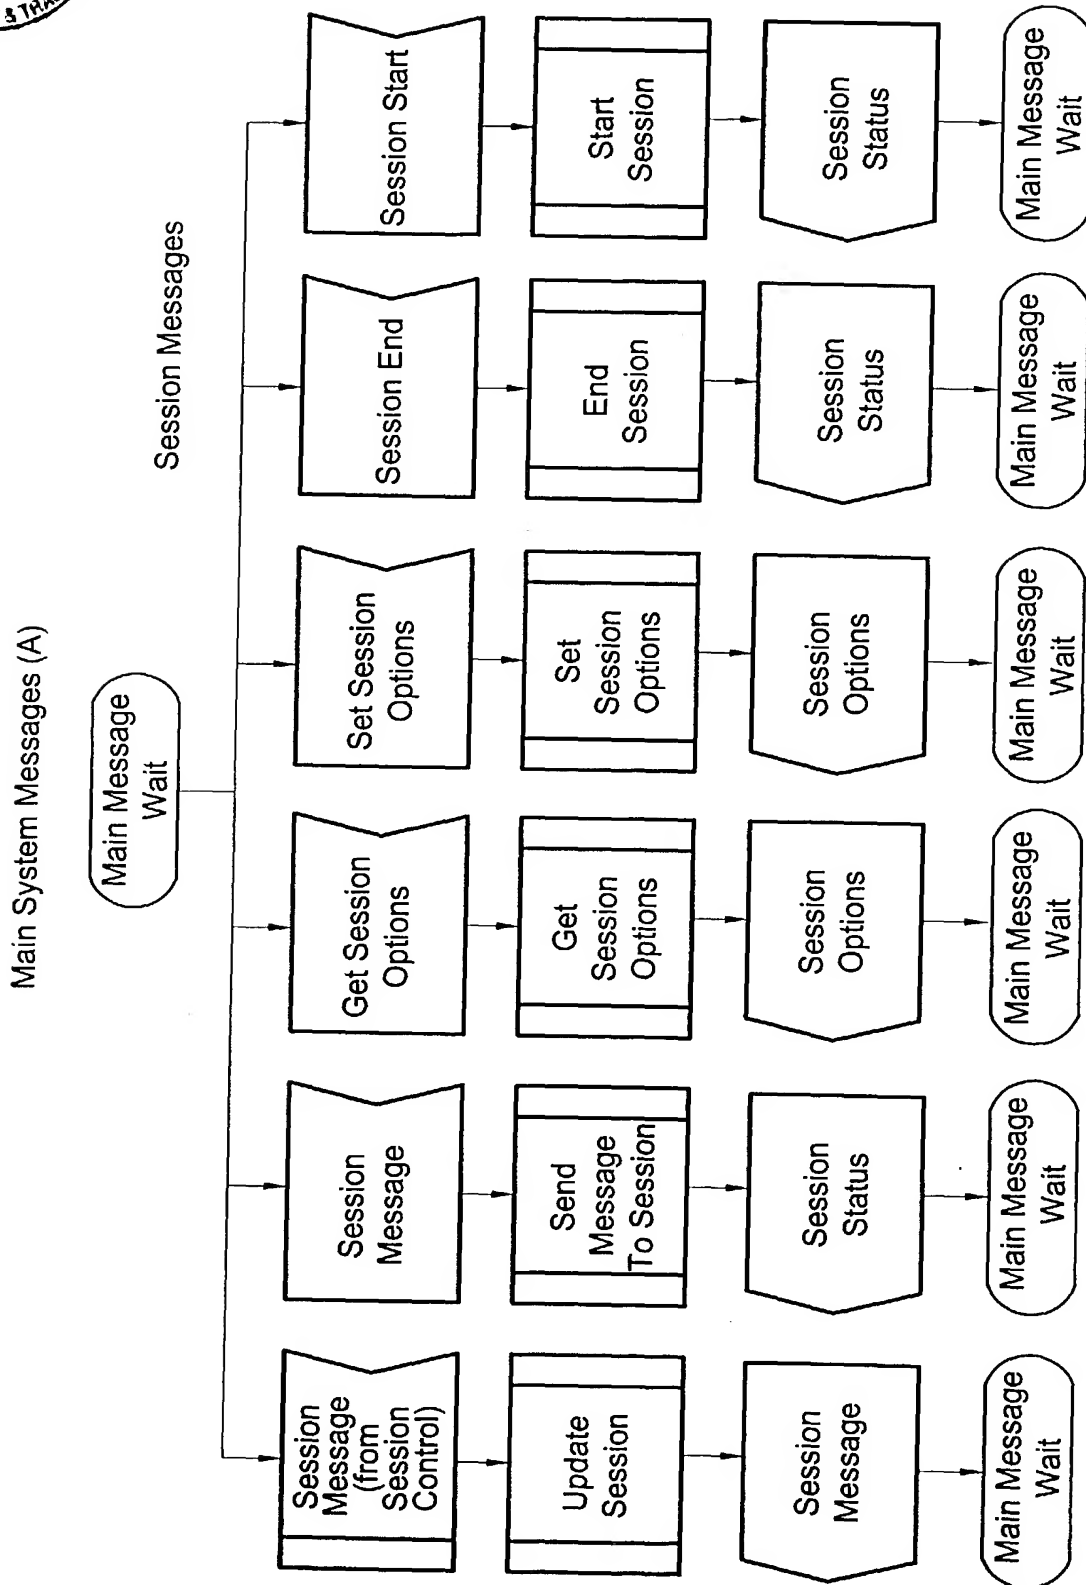 Main System Messages (A)
Main Message
Wait
Session Messages
Session
Message
(from
Session
Control)
Session
Message
Get Session
Options
Set Session
Options
Session End
Session Start
Update
Session
Send
Message
To Session
Get
Session
Options
Set
Session
Options
End
Session
Start
Session
Session
Message
Session
Status
Session
Options
Session
Options
Session
Status
Session
Status
Main Message
Wait
Main Message
Wait
Main Message
Wait
Main Message
Wait
Main Message
Wait
Main Message
Wait